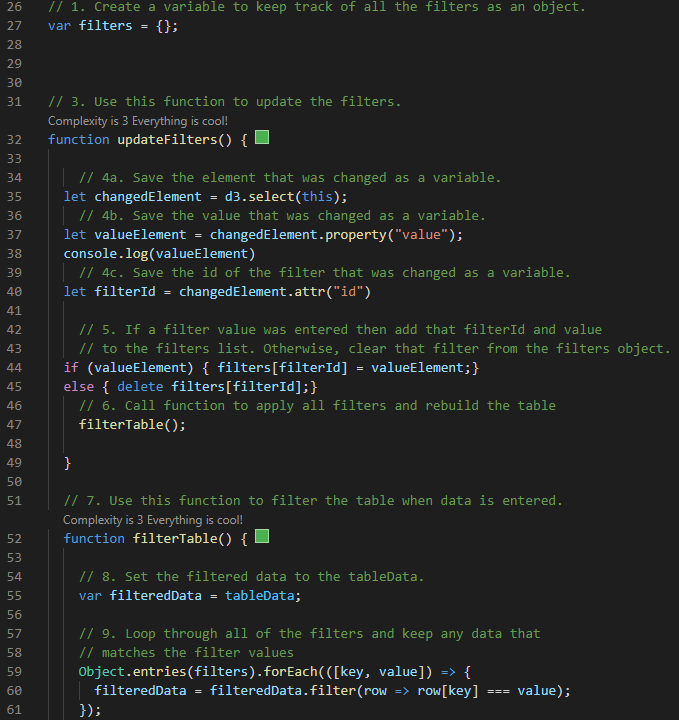 26 // 1. Create a variable to keep track of all the filters as an object.
27 var filters = {};
28
29
30
31 // 3. Use this function to update the filters.
Complexity is 3 Everything is cool!
32 function updateFilters() {
33
34 // 4a. Save the element that was changed as a variable.
35 let changedElement = d3.select(this);
36 // 4b. Save the value that was changed as a variable.
37 let valueElement = changedElement.property("value");
38 console.log(valueElement)
39 // 4c. Save the id of the filter that was changed as a variable.
40 let filterId = changedElement.attr("id")
41
42 // 5. If a filter value was entered then add that filterId and value
43 // to the filters list. Otherwise, clear that filter from the filters object.
44 if (valueElement) { filters[filterId] = valueElement;}
45 else { delete filters[filterId];}
46 // 6. Call function to apply all filters and rebuild the table
47 filterTable();
48
49 }
50
51 // 7. Use this function to filter the table when data is entered.
Complexity is 3 Everything is cool!
52 function filterTable() {
53
54 // 8. Set the filtered data to the tableData.
55 var filteredData = tableData;
56
57 // 9. Loop through all of the filters and keep any data that
58 // matches the filter values
59 Object.entries(filters).forEach(([key, value]) => {
60 filteredData = filteredData.filter(row => row[key] === value);
61 });